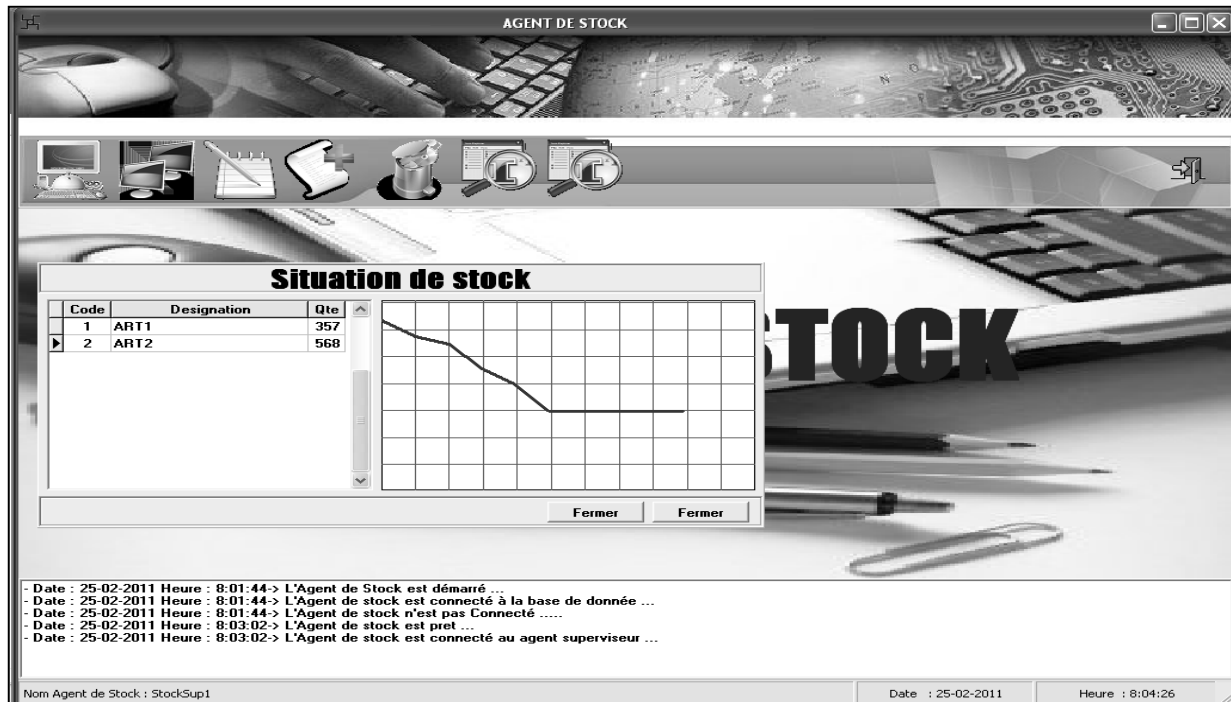 AGENT DE STOCK
STOCK
Situation de stock
Code Designation Qte
1 ART1 357
2 ART2 568
Fermer Fermer
- Date : 25-02-2011 Heure : 8:01:44-> L'Agent de Stock est démarré ...
- Date : 25-02-2011 Heure : 8:01:44-> L'Agent de stock est connecté à la base de donnée ...
- Date : 25-02-2011 Heure : 8:01:44-> L'Agent de stock n'est pas Connecté .....
- Date : 25-02-2011 Heure : 8:03:02-> L'Agent de stock est pret ...
- Date : 25-02-2011 Heure : 8:03:02-> L'Agent de stock est connecté au agent superviseur ...
Nom Agent de Stock : StockSup1 Date : 25-02-2011 Heure : 8:04:26